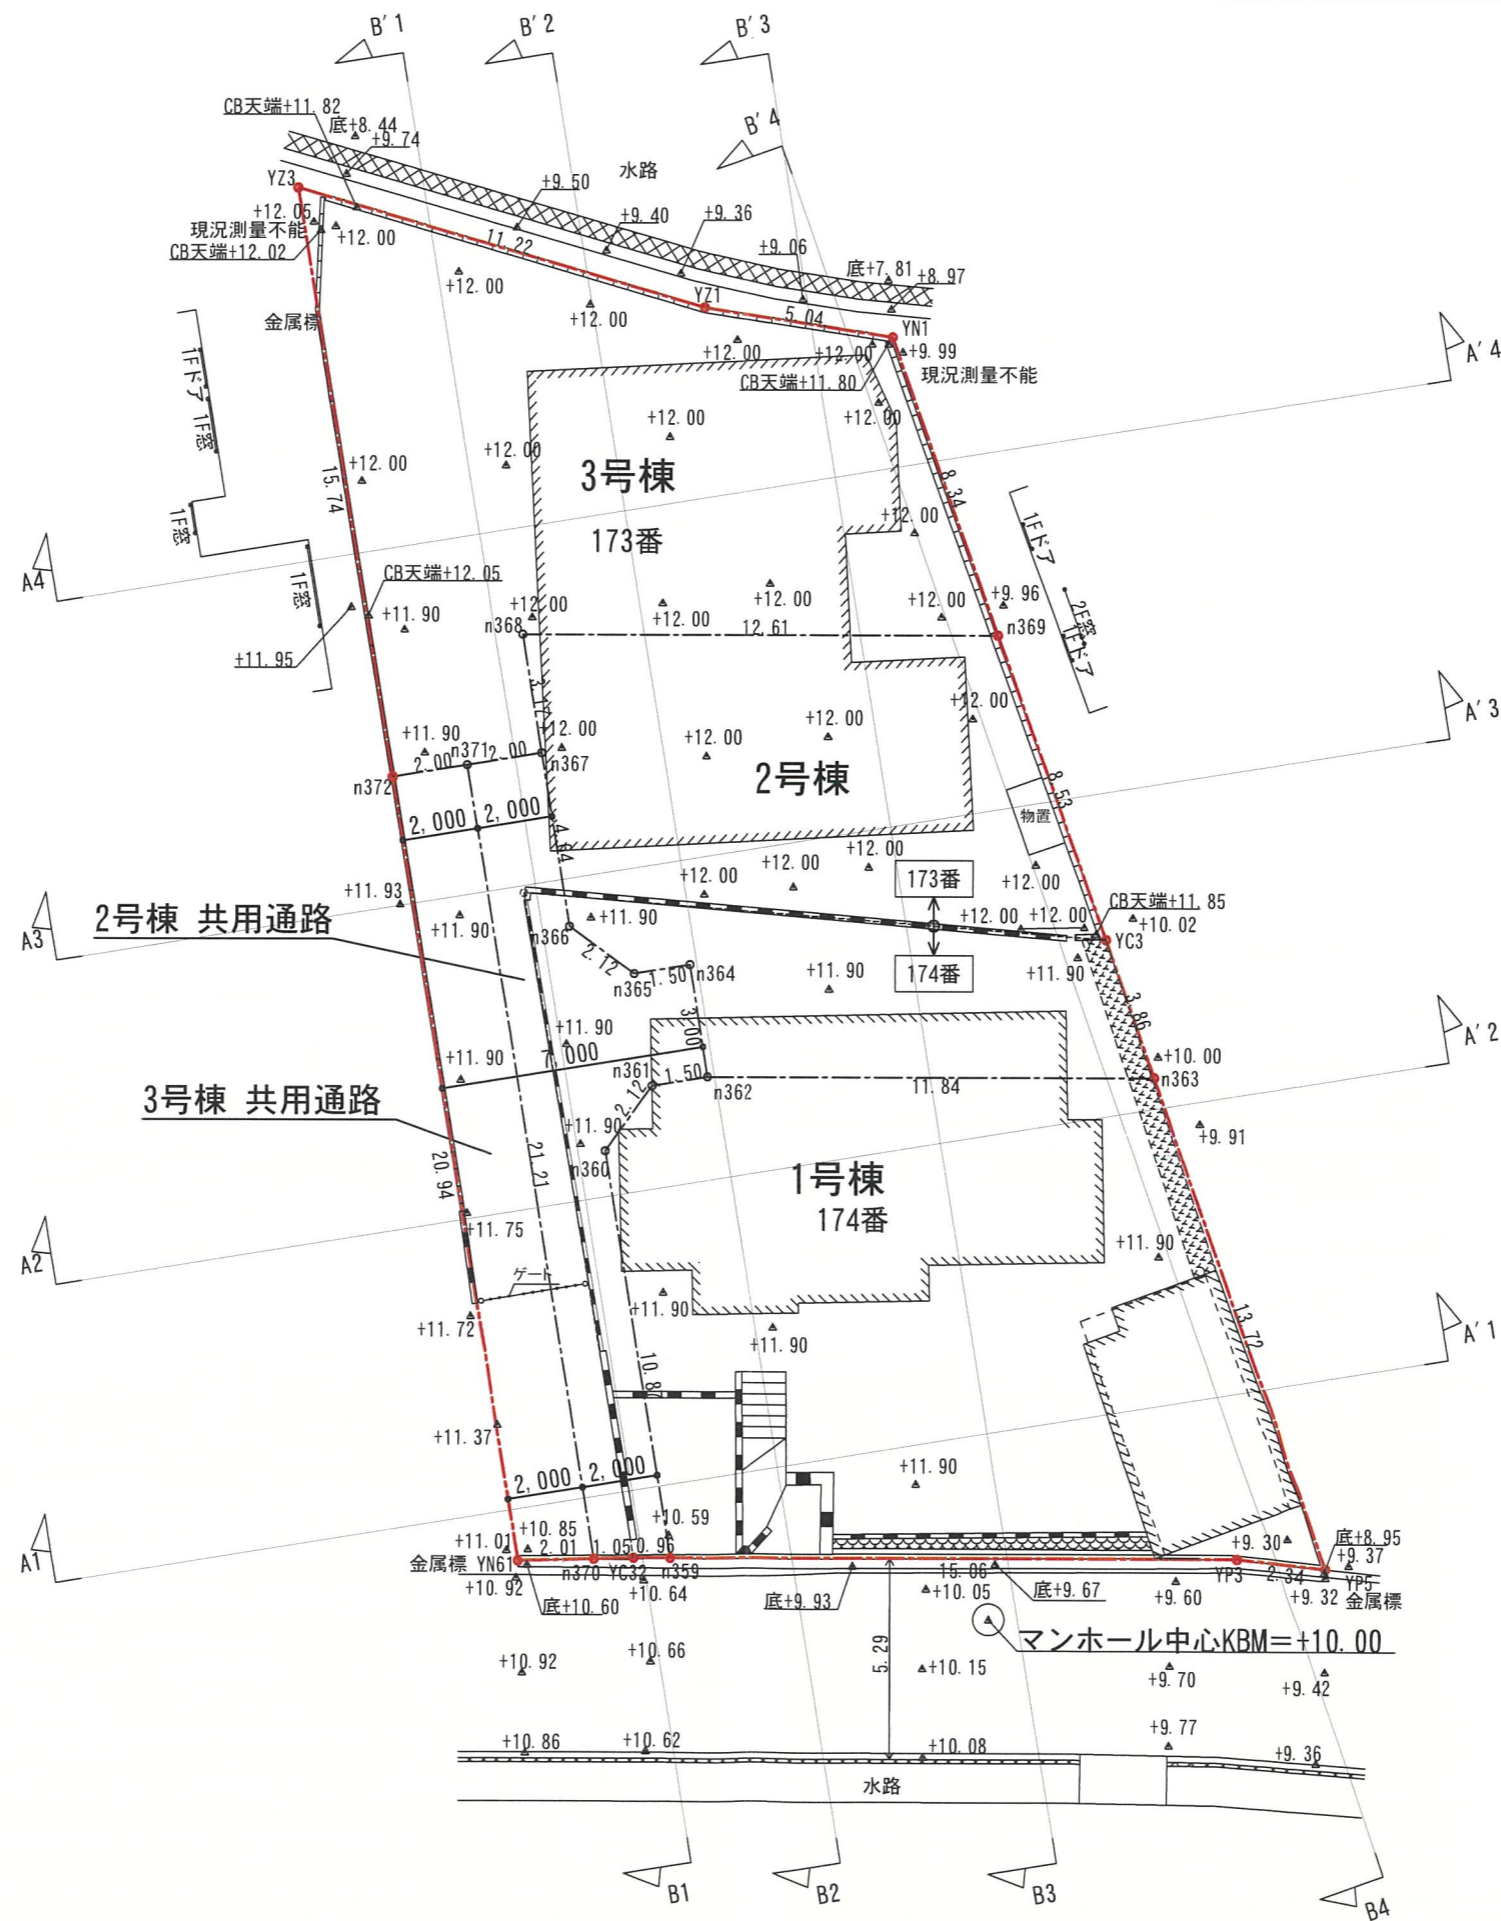 B'1
B'2
B'3
B'4
CB天端+11.82
底+8.44
+9.74
水路
YZ3
+9.50
+9.40
+9.36
+9.06
底+7.81
+8.97
+12.05
現況測量不能
+12.00
CB天端+12.02
11.22
+12.00
+12.00
YZ1
5.04
YN1
+12.00
+12.00
+9.99
現況測量不能
CB天端+11.80
金属標
A'4
1Fドア
1F窓
1F窓
1F窓
+12.00
+12.00
15.74
+12.00
+12.00
3号棟
173番
8.34
+12.00
1Fドア
2F窓
1Fドア
A4
CB天端+12.05
+11.90
+11.95
n368
+12.00
+12.00
+12.00
12.61
+12.00
+9.96
n369
3.17
+11.90
n371
2.00
2.00
+12.00
n367
n372
+12.00
+12.00
+12.00
A'3
2号棟
8.53
物置
2,000
2,000
4.64
+11.93
+11.90
+12.00
+12.00
+12.00
173番
+12.00
CB天端+11.85
+12.00
+12.00
+10.02
YC3
A3
2号棟 共用通路
n366
+11.90
2.12
n365
1.50
n364
+11.90
174番
+11.90
3.86
3.00
A'2
+11.90
+11.90
7,000
n361
1.50
n362
11.84
+10.00
n363
3号棟 共用通路
2.12
+11.90
n360
+9.91
20.94
21.21
1号棟
174番
+11.75
+11.90
A2
ゲート
+11.90
+11.72
+11.90
13.72
A'1
10.87
+11.37
2,000
2,000
+11.90
+11.01
+10.85
+10.59
A1
金属標
YN61
2.01
1.05
0.96
n370
YC32
n359
15.06
+9.30
底+8.95
+9.37
YP3
2.34
YP5
+10.92
底+10.60
+10.64
底+9.93
+10.05
底+9.67
+9.60
+9.32
金属標
マンホール中心KBM=+10.00
5.29
+10.92
+10.66
+10.15
+9.70
+9.42
+10.86
+10.62
+10.08
+9.77
+9.36
水路
B1
B2
B3
B4